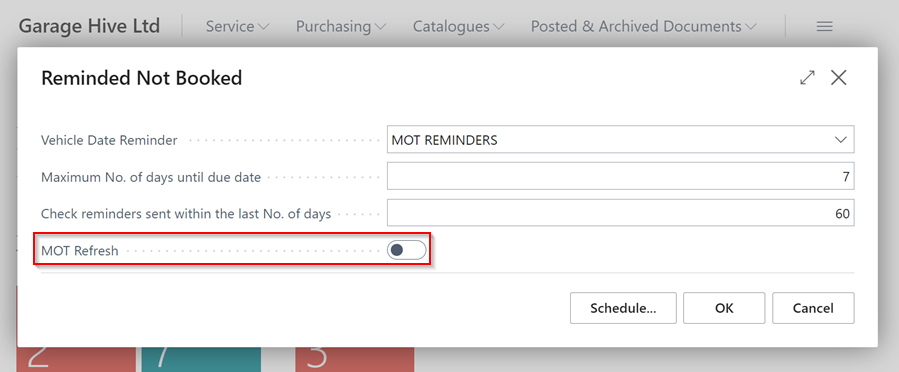 Garage Hive Ltd Service Purchasing Catalogues Posted & Archived Documents
Reminded Not Booked
Vehicle Date Reminder MOT REMINDERS
Maximum No. of days until due date 7
Check reminders sent within the last No. of days 60
MOT Refresh
Schedule... OK Cancel
2 7 3